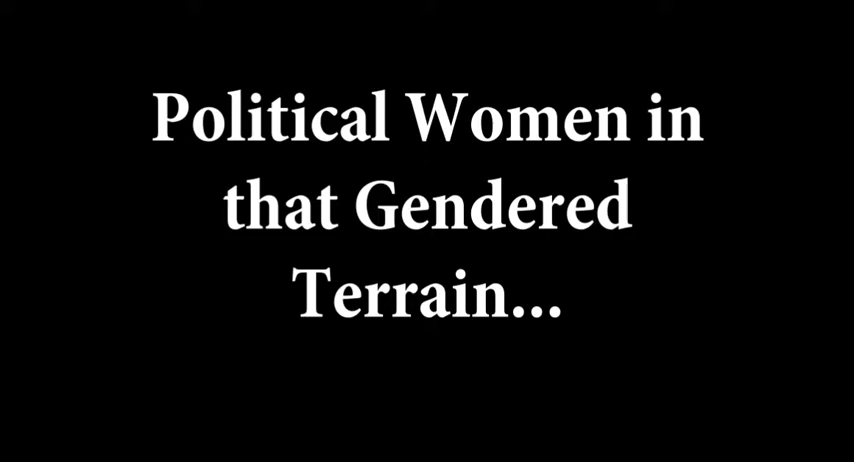 Political Women in
that Gendered
Terrain...